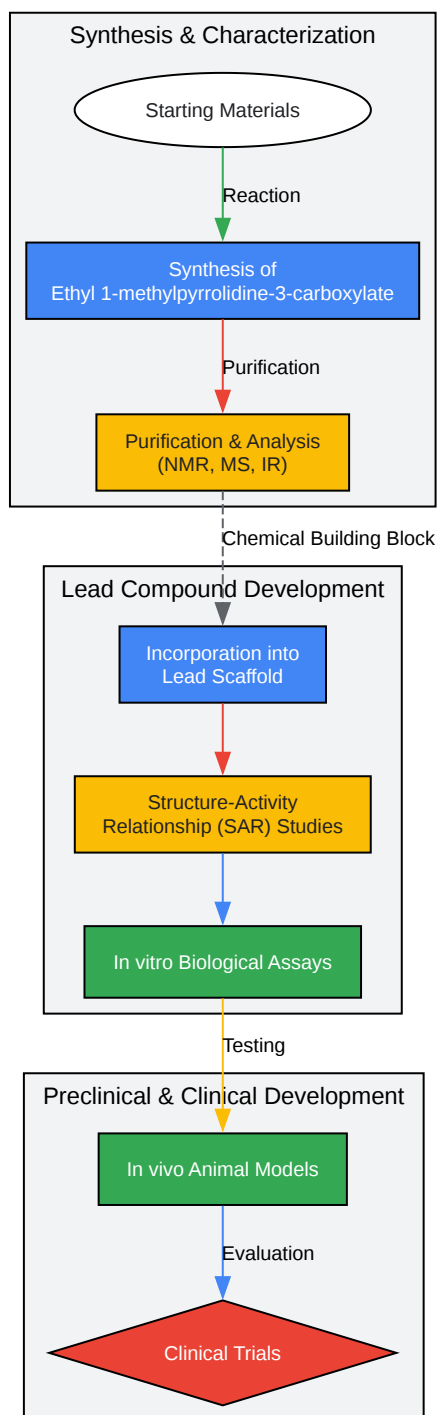 Synthesis & Characterization
Starting Materials
Reaction
Synthesis of
Ethyl 1-methylpyrrolidine-3-carboxylate
Purification
Purification & Analysis
(NMR, MS, IR)
Chemical Building Block
Lead Compound Development
Incorporation into
Lead Scaffold
Structure-Activity
Relationship (SAR) Studies
In vitro Biological Assays
Testing
Preclinical & Clinical Development
In vivo Animal Models
Evaluation
Clinical Trials